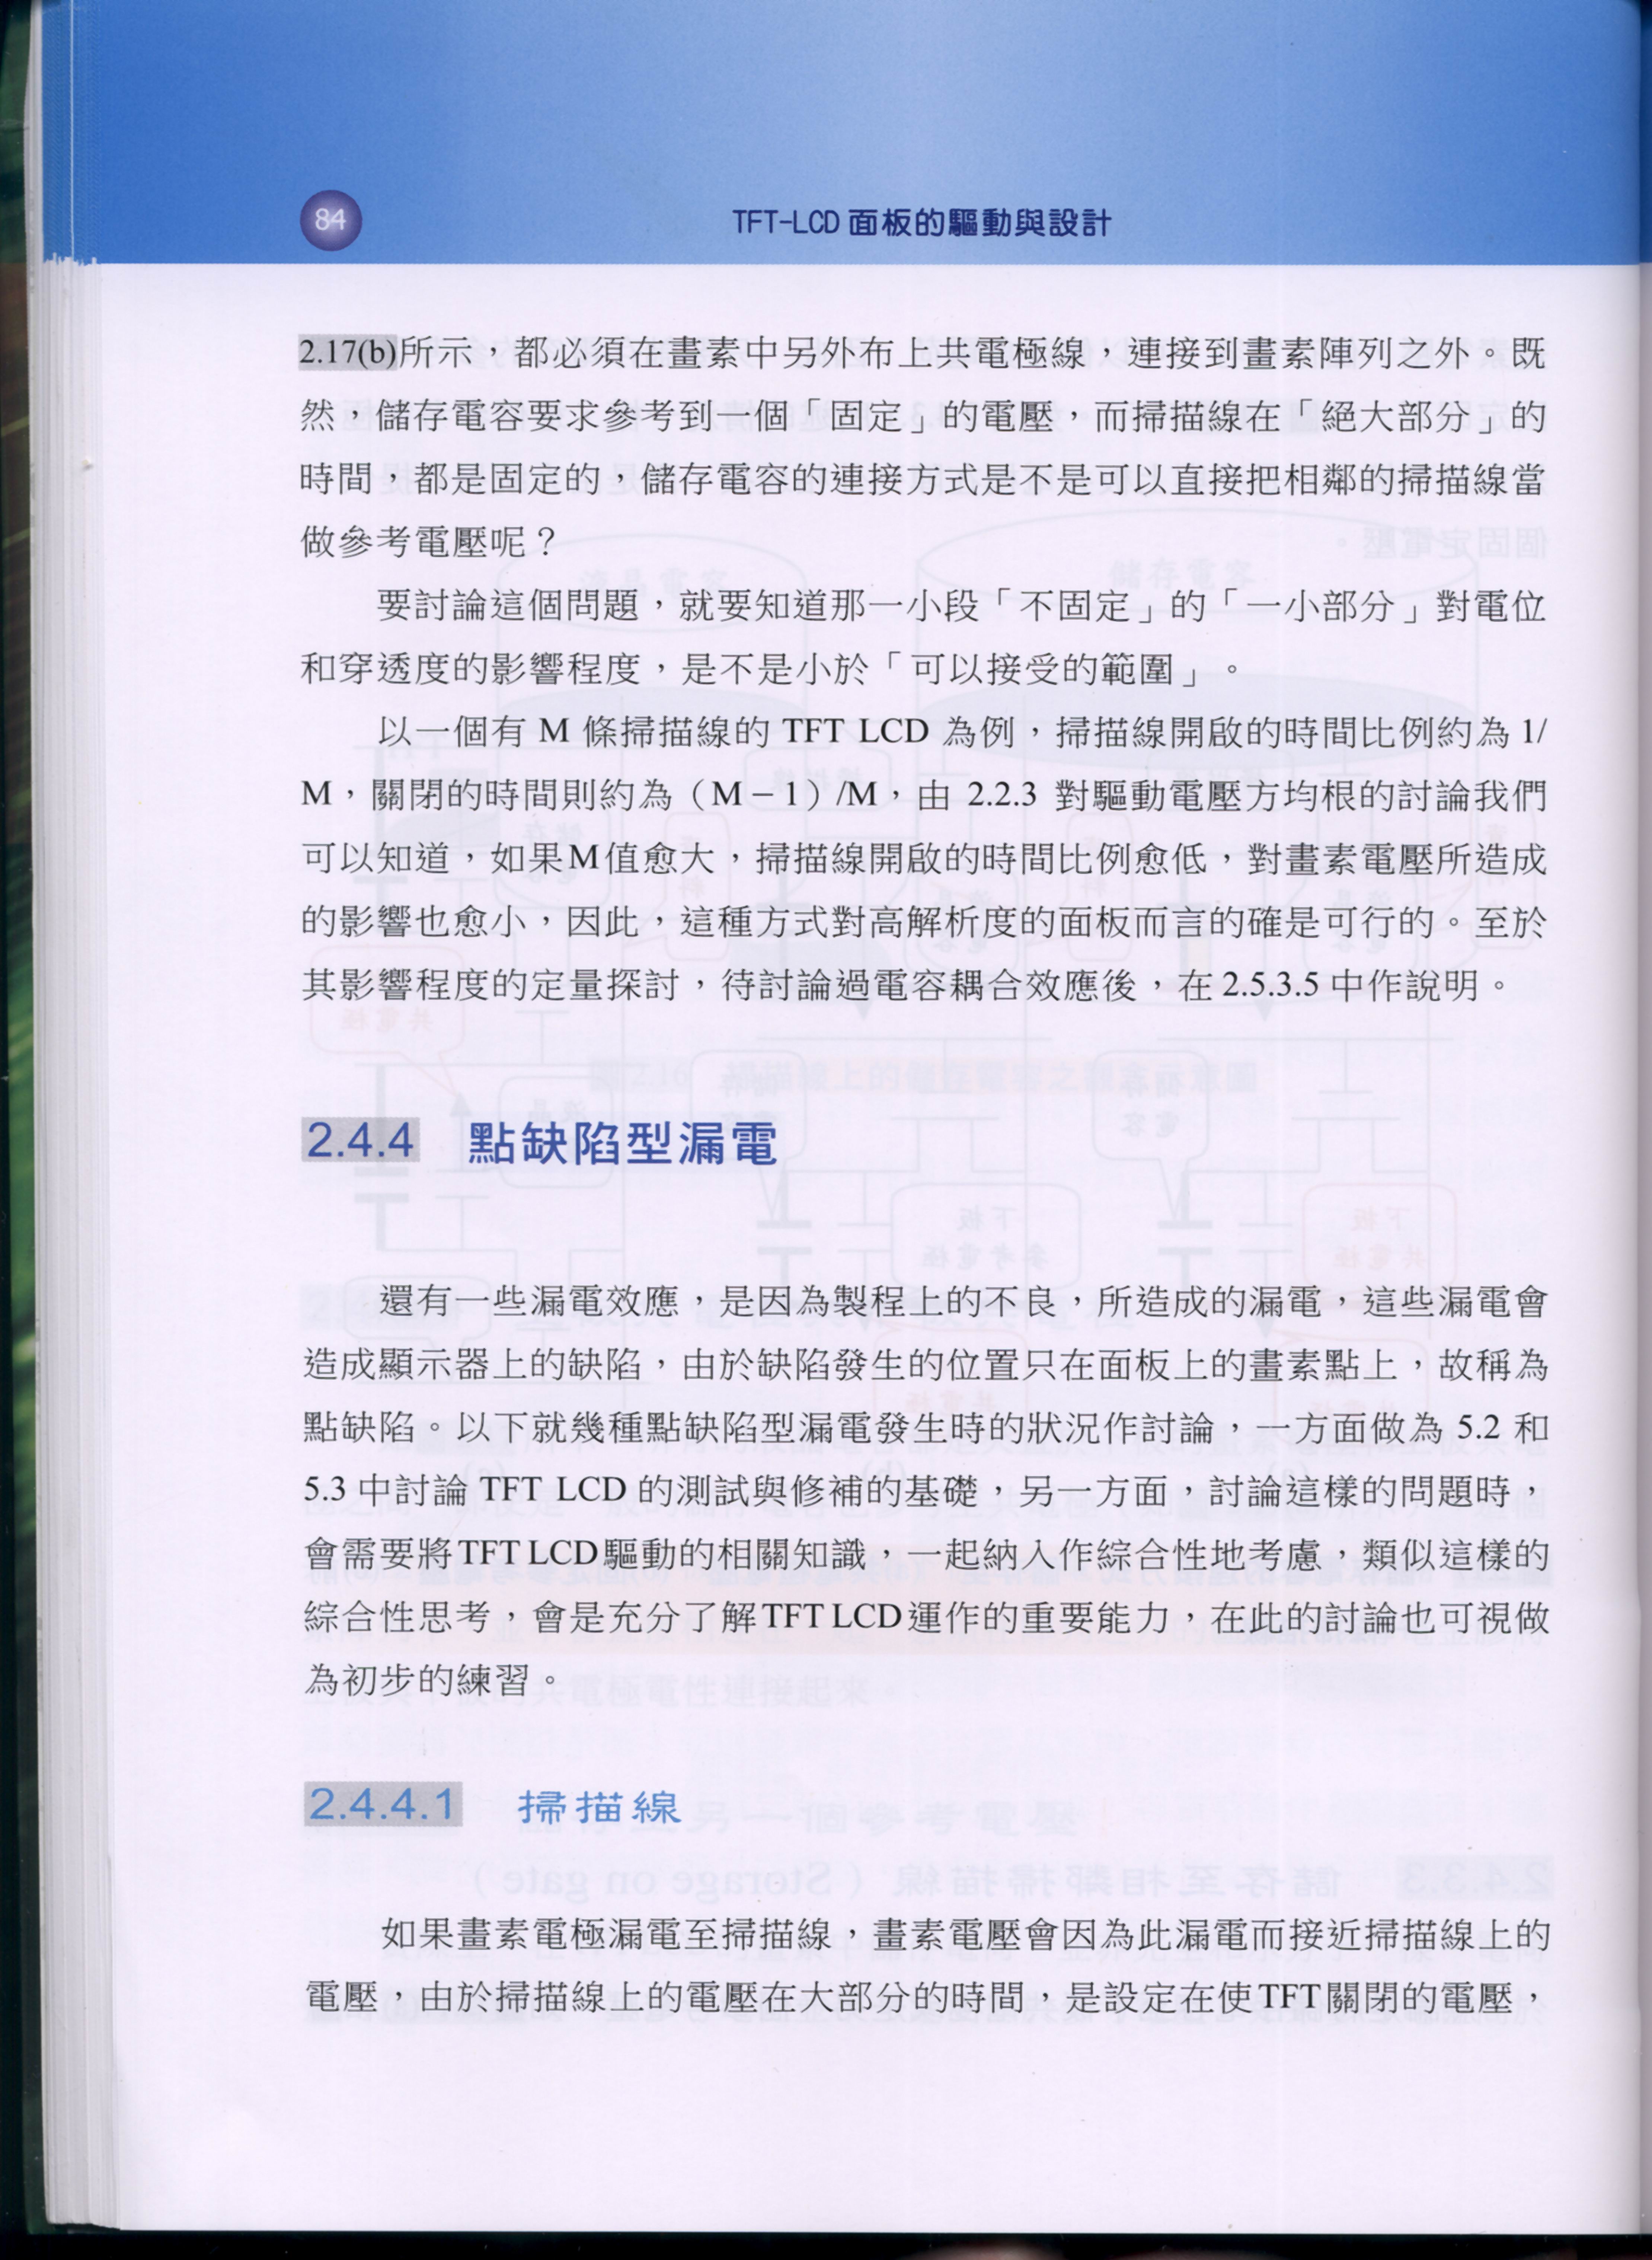 84
TFT-LCD 面板的驅動與設計
2.17(b)所示，都必須在畫素中另外布上共電極線，連接到畫素陣列之外。既
然，儲存電容要求參考到一個「固定」的電壓，而掃描線在「絕大部分」的
時間，都是固定的，儲存電容的連接方式是不是可以直接把相鄰的掃描線當
做參考電壓呢？
要討論這個問題，就要知道那一小段「不固定」的「一小部分」對電位
和穿透度的影響程度，是不是小於「可以接受的範圍」。
以一個有 M 條掃描線的 TFT LCD 為例，掃描線開啟的時間比例約為 1/
M，關閉的時間則約為（M－1）/M，由 2.2.3 對驅動電壓方均根的討論我們
可以知道，如果M值愈大，掃描線開啟的時間比例愈低，對畫素電壓所造成
的影響也愈小，因此，這種方式對高解析度的面板而言的確是可行的。至於
其影響程度的定量探討，待討論過電容耦合效應後，在 2.5.3.5 中作說明。
2.4.4 點缺陷型漏電
還有一些漏電效應，是因為製程上的不良，所造成的漏電，這些漏電會
造成顯示器上的缺陷，由於缺陷發生的位置只在面板上的畫素點上，故稱為
點缺陷。以下就幾種點缺陷型漏電發生時的狀況作討論，一方面做為 5.2 和
5.3 中討論 TFT LCD 的測試與修補的基礎，另一方面，討論這樣的問題時，
會需要將TFT LCD驅動的相關知識，一起納入作綜合性地考慮，類似這樣的
綜合性思考，會是充分了解TFT LCD運作的重要能力，在此的討論也可視做
為初步的練習。
2.4.4.1 掃描線
如果畫素電極漏電至掃描線，畫素電壓會因為此漏電而接近掃描線上的
電壓，由於掃描線上的電壓在大部分的時間，是設定在使TFT關閉的電壓，